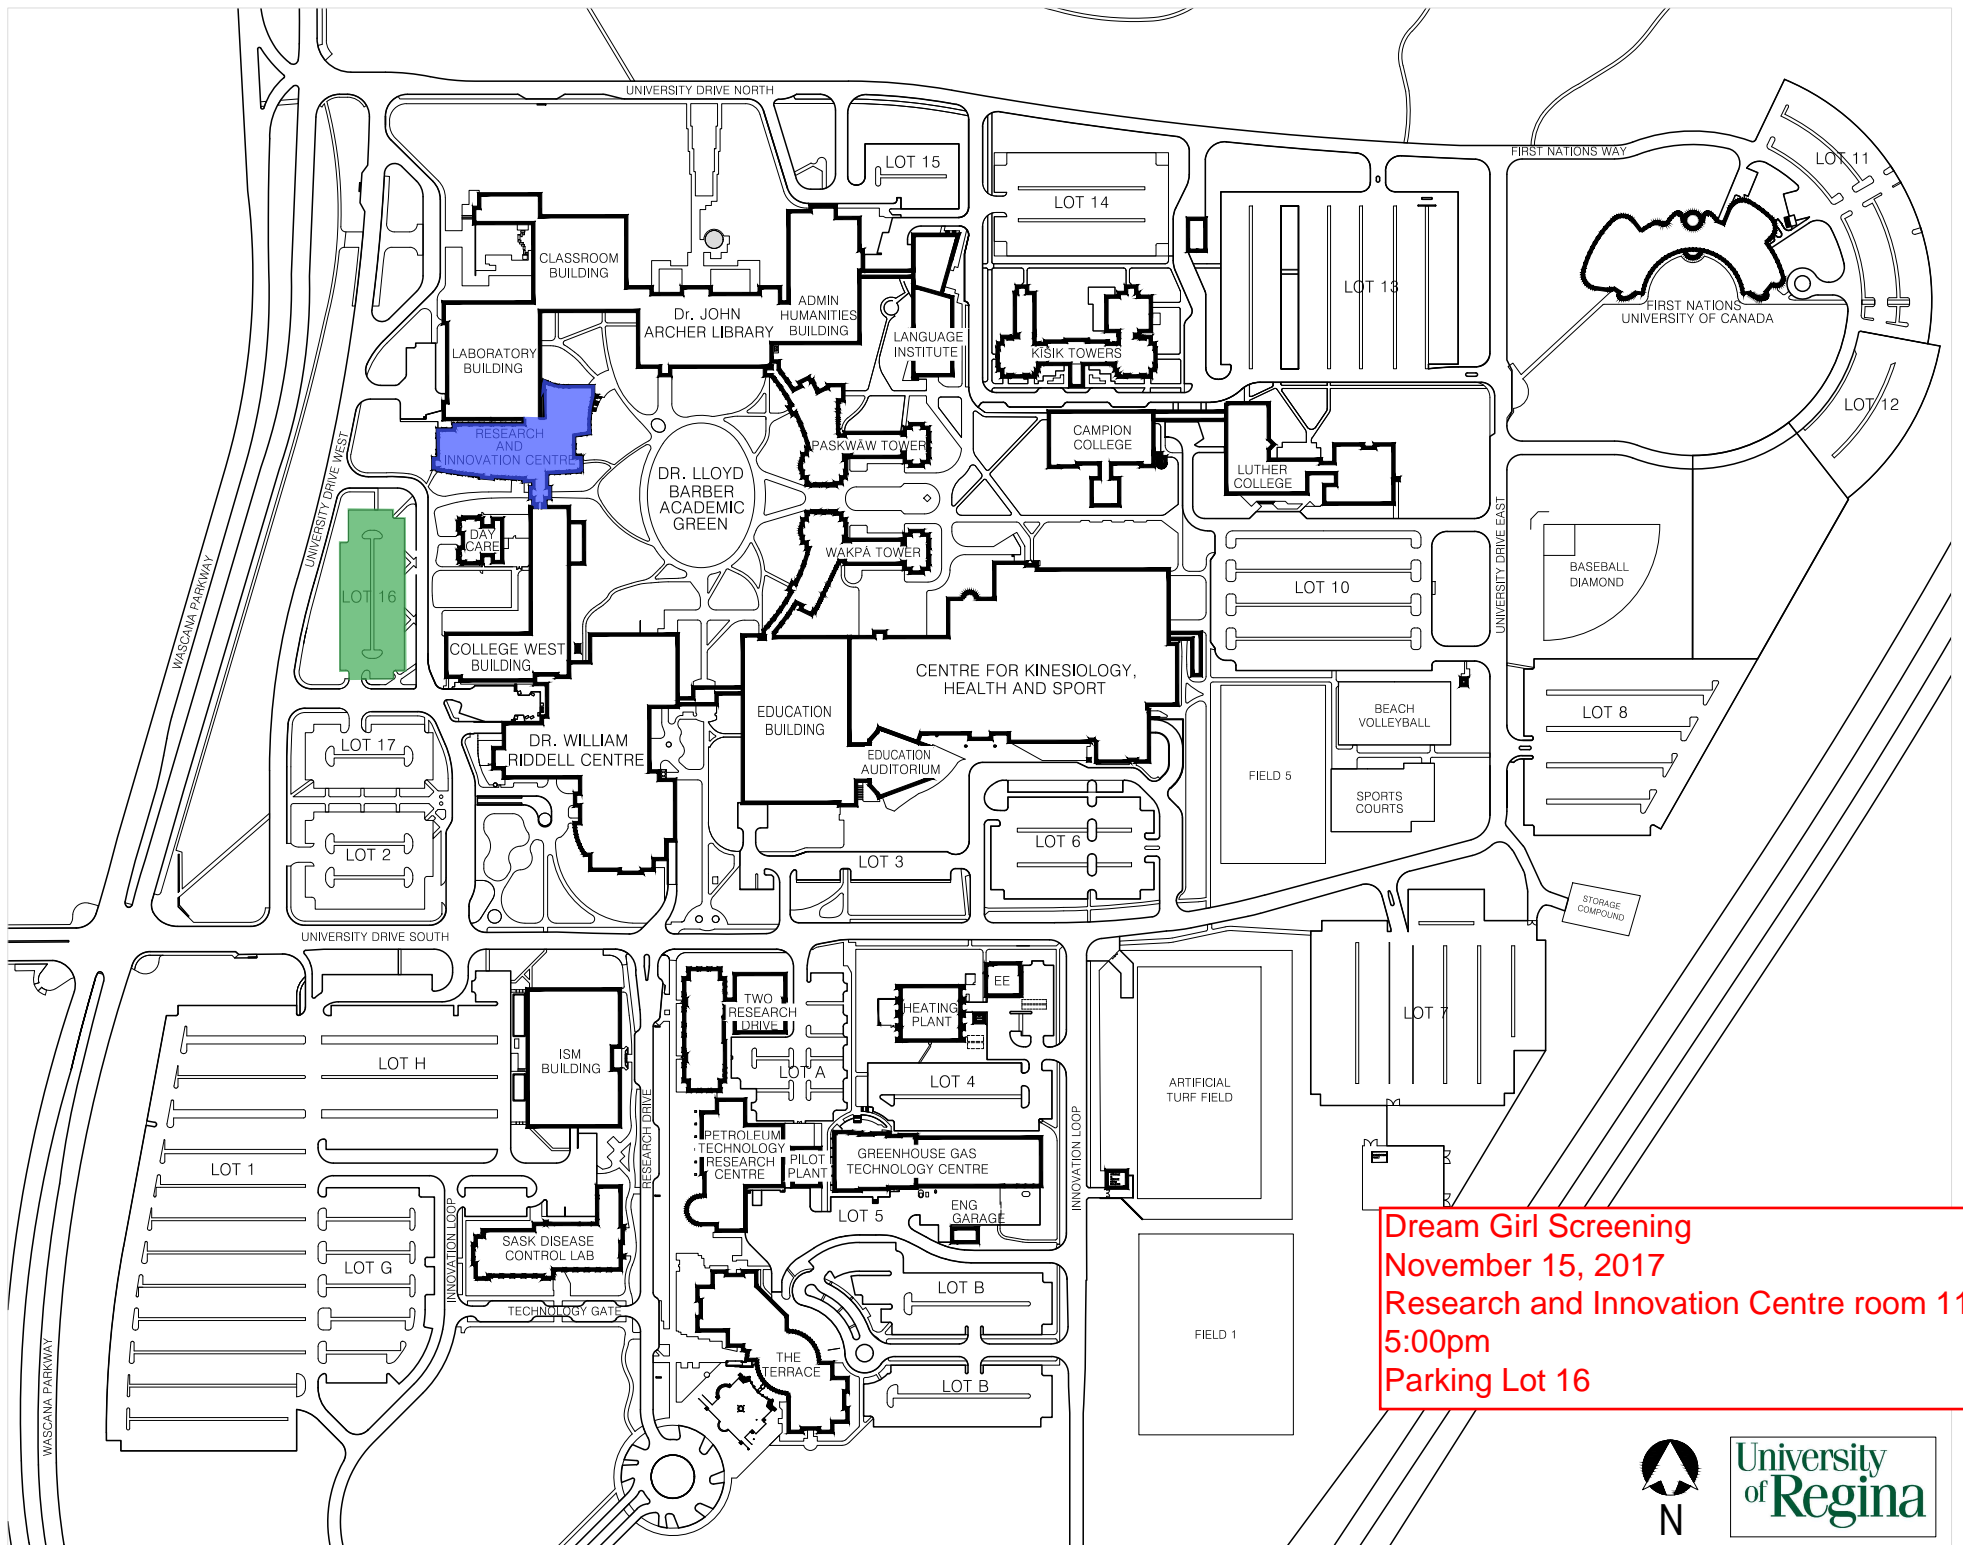 UNIVERSITY DRIVE NORTH
FIRST NATIONS WAY
LOT 11
LOT 15
LOT 14
CLASSROOM
BUILDING
LOT 13
FIRST NATIONS
UNIVERSITY OF CANADA
ADMIN
HUMANITIES
BUILDING
Dr. JOHN
ARCHER LIBRARY
LANGUAGE
INSTITUTE
KĪSIK TOWERS
LABORATORY
BUILDING
LOT 12
RESEARCH
AND
INNOVATION CENTRE
PASKWĀW TOWER
CAMPION
COLLEGE
LUTHER
COLLEGE
UNIVERSITY DRIVE WEST
DR. LLOYD
BARBER
ACADEMIC
GREEN
DAY
CARE
WAKPĀ TOWER
UNIVERSITY DRIVE EAST
BASEBALL
DIAMOND
LOT 10
LOT 16
WASCANA PARKWAY
COLLEGE WEST
BUILDING
CENTRE FOR KINESIOLOGY,
HEALTH AND SPORT
EDUCATION
BUILDING
BEACH
VOLLEYBALL
LOT 8
LOT 17
DR. WILLIAM
RIDDELL CENTRE
EDUCATION
AUDITORIUM
FIELD 5
SPORTS
COURTS
LOT 2
LOT 3
LOT 6
STORAGE
COMPOUND
UNIVERSITY DRIVE SOUTH
TWO
RESEARCH
DRIVE
EE
HEATING
PLANT
LOT 7
LOT H
ISM
BUILDING
LOT A
LOT 4
ARTIFICIAL
TURF FIELD
RESEARCH DRIVE
INNOVATION LOOP
PETROLEUM
TECHNOLOGY
RESEARCH
CENTRE
PILOT
PLANT
GREENHOUSE GAS
TECHNOLOGY CENTRE
LOT 1
LOT 5
ENG
GARAGE
INNOVATION LOOP
SASK DISEASE
CONTROL LAB
LOT G
LOT B
TECHNOLOGY GATE
FIELD 1
THE
TERRACE
LOT B
WASCANA PARKWAY
Dream Girl Screening
November 15, 2017
Research and Innovation Centre room 11
5:00pm
Parking Lot 16
N
University
of Regina